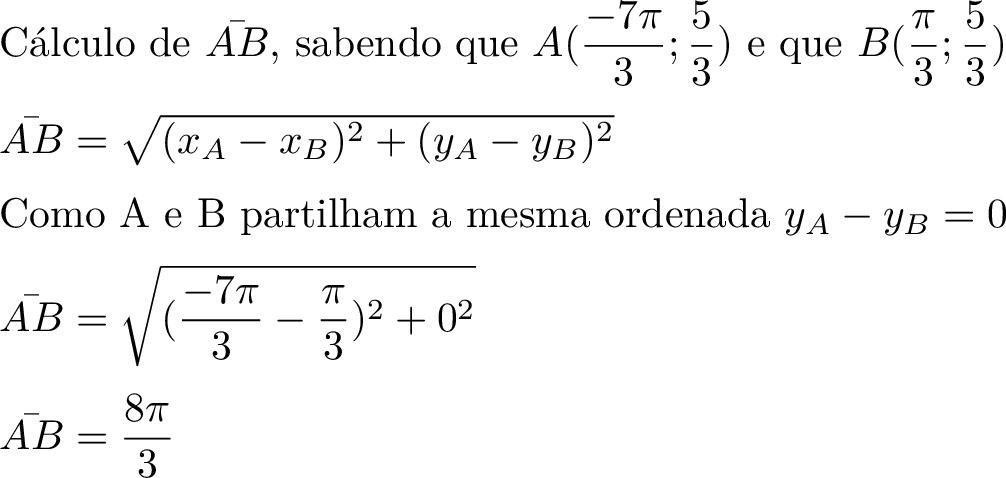 Cálculo de $\bar{AB}$, sabendo que $A(\frac{-7\pi}{3};\frac{5}{3})$ e que $B(\frac{\pi}{3};\frac{5}{3})$
$\bar{AB} = \sqrt{(x_A - x_B)^2 + (y_A - y_B)^2}$
Como A e B partilham a mesma ordenada $y_A - y_B = 0$
$\bar{AB} = \sqrt{(\frac{-7\pi}{3} - \frac{\pi}{3})^2 + 0^2}$
$\bar{AB} = \frac{8\pi}{3}$